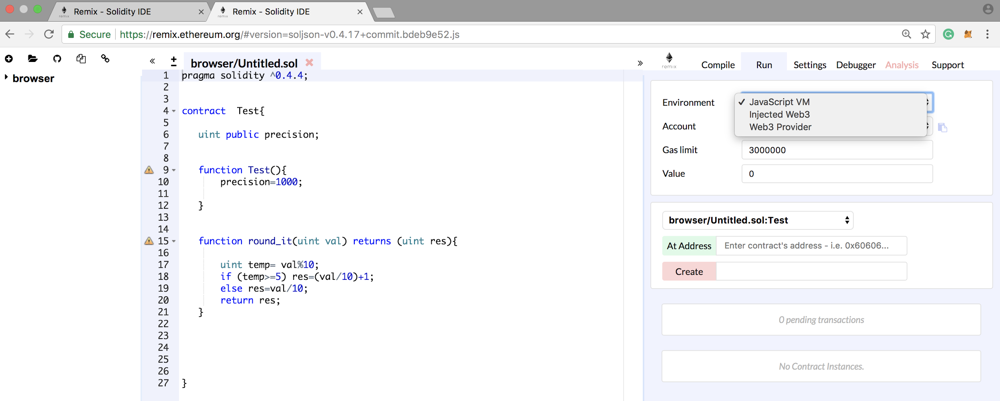 Remix - Solidity IDE
Remix - Solidity IDE
remix
remix
Secure
https://remix.ethereum.org/#version=soljson-v0.4.17+commit.bdeb9e52.js
browser
browser/Untitled.sol
1 pragma solidity ^0.4.4;
2
3
4 contract  Test{
5
6    uint public precision;
7
8
9    function Test(){
10        precision=1000;
11
12    }
13
14
15    function round_it(uint val) returns (uint res){
16
17        uint temp= val%10;
18        if (temp>=5) res=(val/10)+1;
19        else res=val/10;
20        return res;
21    }
22
23
24
25
26
27 }
remix
Compile
Run
Settings
Debugger
Analysis
Support
Environment
✓ JavaScript VM
Injected Web3
Web3 Provider
Account
Gas limit
3000000
Value
0
browser/Untitled.sol:Test
At Address
Enter contract's address - i.e. 0x60606...
Create
0 pending transactions
No Contract Instances.